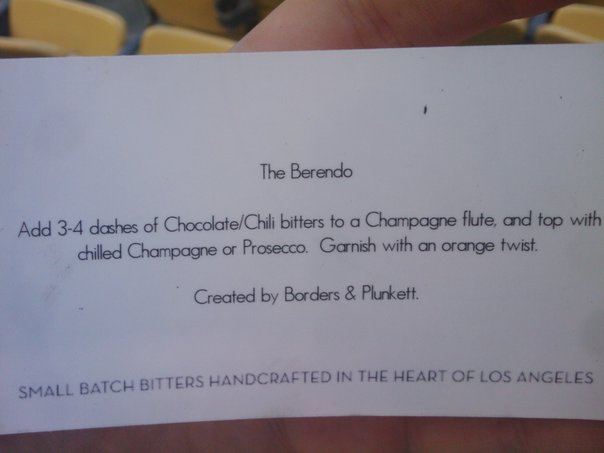 The Berendo
Add 3-4 dashes of Chocolate/Chili bitters to a Champagne flute, and top with
chilled Champagne or Prosecco. Garnish with an orange twist.
Created by Borders & Plunkett.
SMALL BATCH BITTERS HANDCRAFTED IN THE HEART OF LOS ANGELES